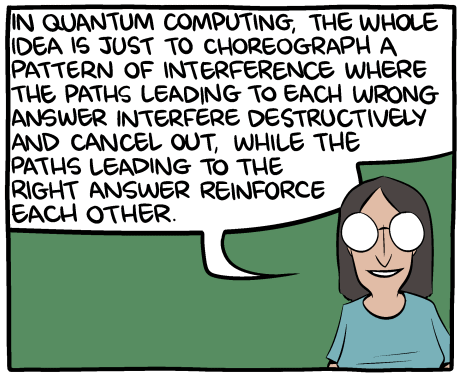 IN QUANTUM COMPUTING, THE WHOLE
IDEA IS JUST TO CHOREOGRAPH A
PATTERN OF INTERFERENCE WHERE
THE PATHS LEADING TO EACH WRONG
ANSWER INTERFERE DESTRUCTIVELY
AND CANCEL OUT, WHILE THE
PATHS LEADING TO THE
RIGHT ANSWER REINFORCE
EACH OTHER.